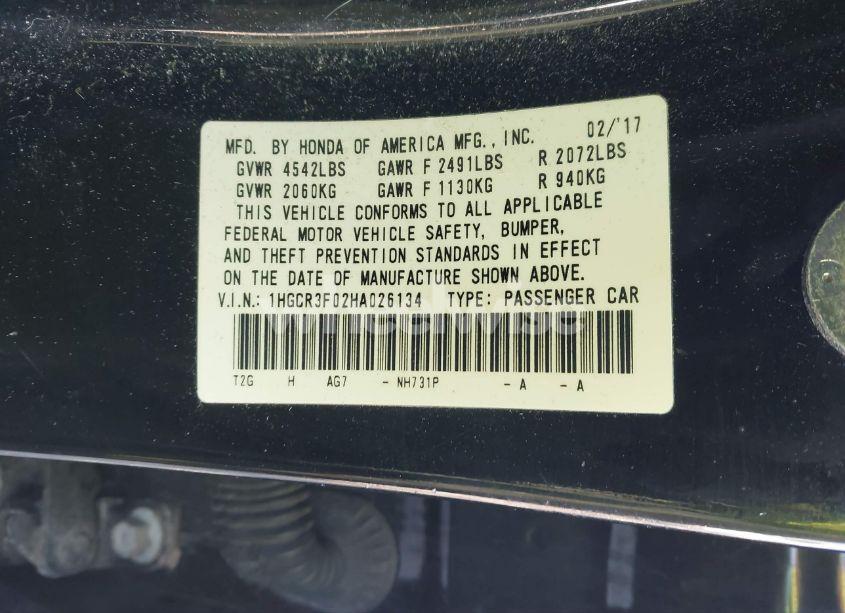 MFD. BY HONDA OF AMERICA MFG., INC. 02/'17
GVWR 4542LBS GAWR F 2491LBS R 2072LBS
GVWR 2060KG GAWR F 1130KG R 940KG
THIS VEHICLE CONFORMS TO ALL APPLICABLE
FEDERAL MOTOR VEHICLE SAFETY, BUMPER,
AND THEFT PREVENTION STANDARDS IN EFFECT
ON THE DATE OF MANUFACTURE SHOWN ABOVE.
V.I.N.: 1HGCR3F02HA026134 TYPE: PASSENGER CAR
wheelwise
T2G H AG7 - NH731P - A - A